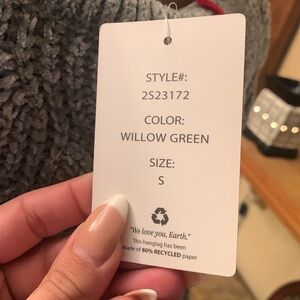 STYLE#:
2S23172
COLOR:
WILLOW GREEN
SIZE:
S
"We love you, Earth."
This hangtag has been
made of 80% RECYCLED paper